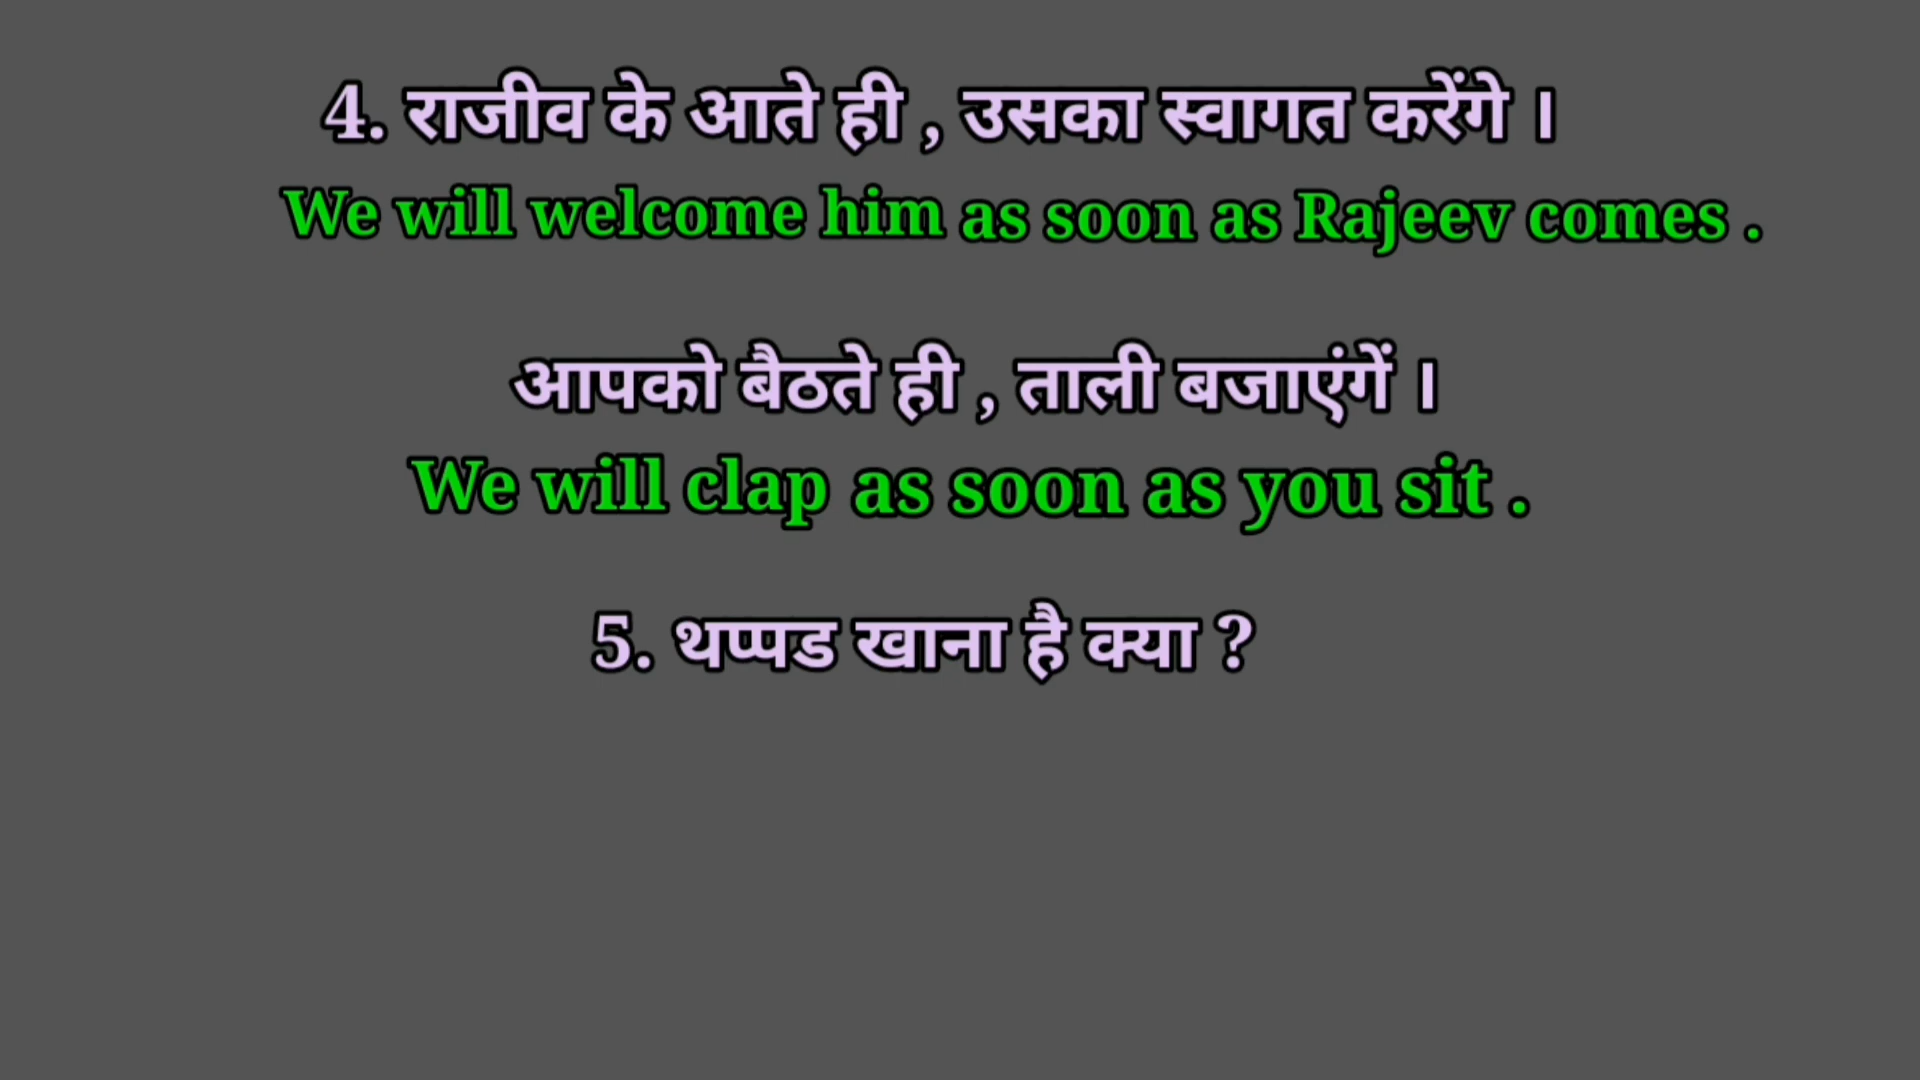 4. राजीव के आते ही , उसका स्वागत करेंगे ।
We will welcome him as soon as Rajeev comes .
आपको बैठते ही , ताली बजाएंगें ।
We will clap as soon as you sit .
5. थप्पड खाना है क्या ?